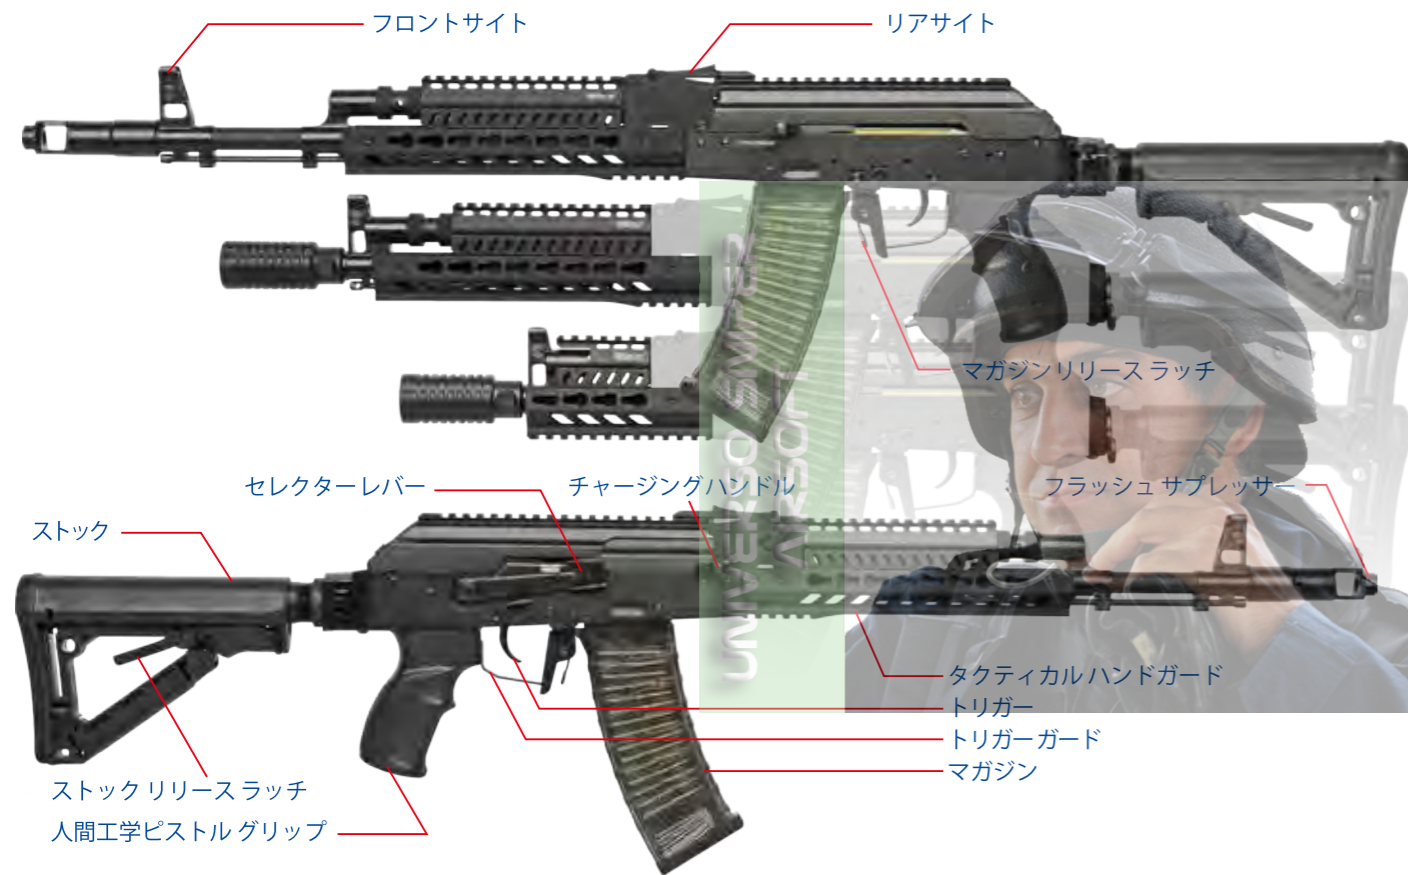 フロントサイト
リアサイト
マガジンリリース ラッチ
セレクター レバー
チャージングハンドル
フラッシュ サプレッサー
ストック
UNIVERSO SNIPER
AIRSOFT
タクティカル ハンドガード
トリガー
トリガー ガード
マガジン
ストック リリース ラッチ
人間工学ピストル グリップ